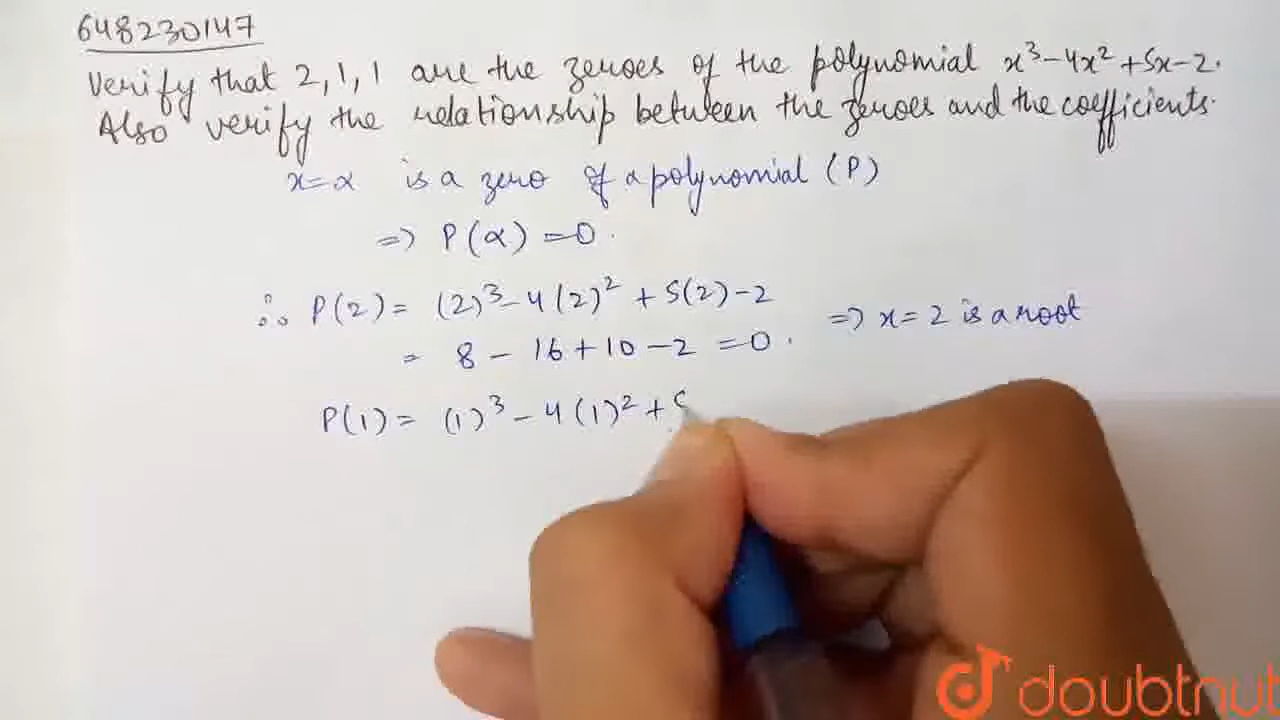 648230147
Verify that 2, 1, 1 are the zeroes of the polynomial x³-4x²+5x-2.
Also verify the relationship between the zeroes and the coefficients.
x=α is a zero of a polynomial (P)
=> P(α) = 0.
∴ P(2) = (2)³-4(2)²+5(2)-2
= 8 - 16 + 10 - 2 = 0. => x = 2 is a root
P(1) = (1)³ - 4(1)² + 5
doubtnut